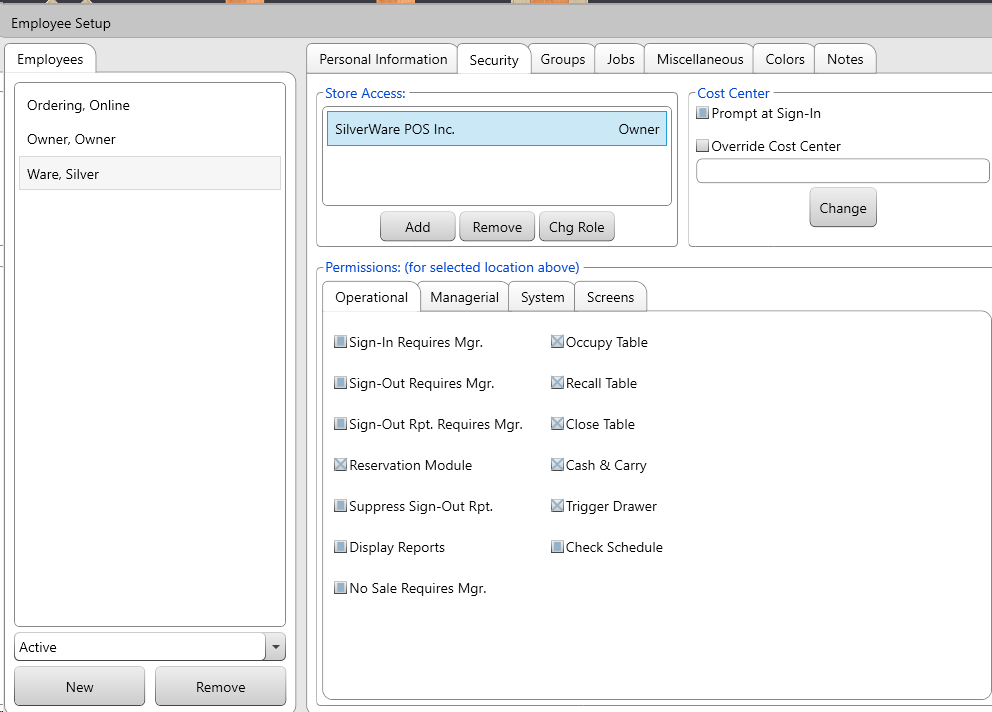 Employee Setup
Employees
Ordering, Online
Owner, Owner
Ware, Silver
Active
New
Remove
Personal Information
Security
Groups
Jobs
Miscellaneous
Colors
Notes
Store Access:
SilverWare POS Inc. Owner
Add
Remove
Chg Role
Cost Center
Prompt at Sign-In
Override Cost Center
Change
Permissions: (for selected location above)
Operational
Managerial
System
Screens
Sign-In Requires Mgr.
Occupy Table
Sign-Out Requires Mgr.
Recall Table
Sign-Out Rpt. Requires Mgr.
Close Table
Reservation Module
Cash & Carry
Suppress Sign-Out Rpt.
Trigger Drawer
Display Reports
Check Schedule
No Sale Requires Mgr.